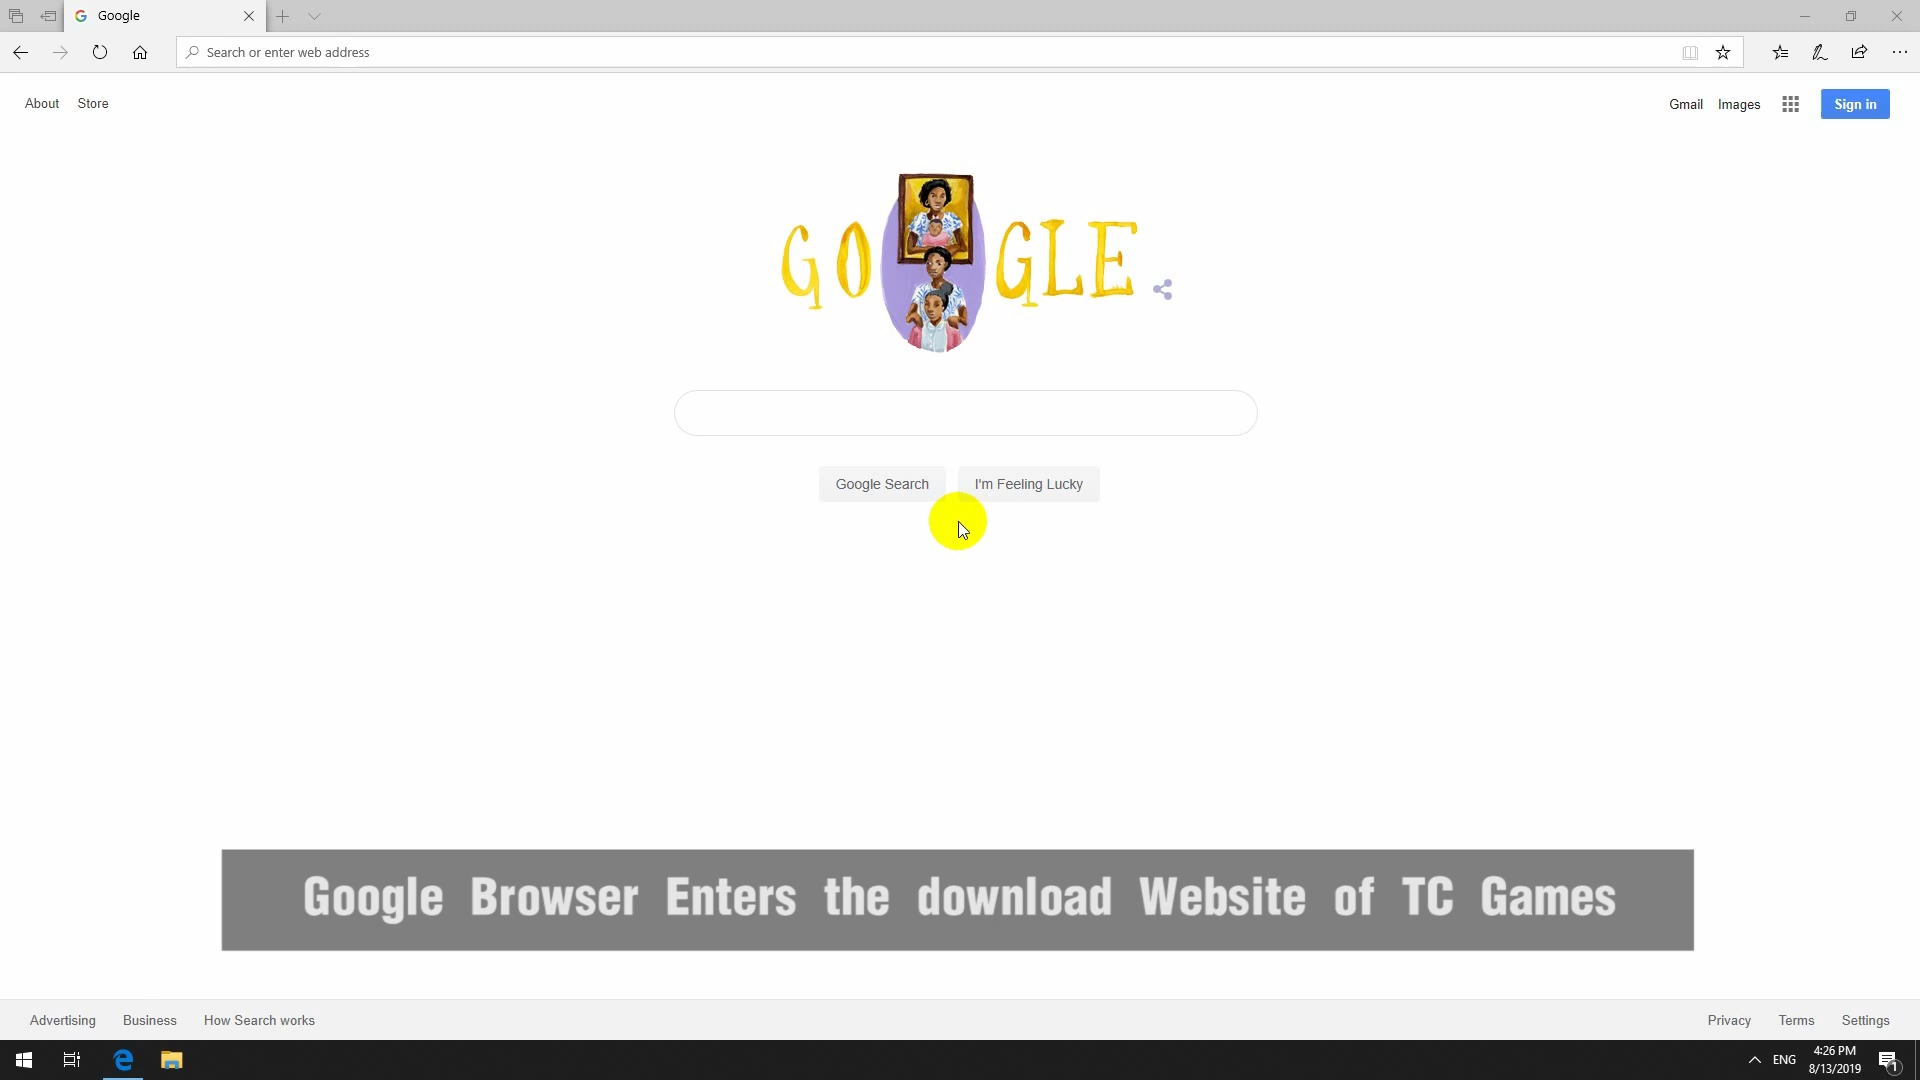 Google
Search or enter web address
About Store
Gmail Images Sign in
GOOGLE
Google Search I'm Feeling Lucky
Google Browser Enters the download Website of TC Games
Advertising Business How Search works
Privacy Terms Settings
ENG 4:26 PM
8/13/2019
1